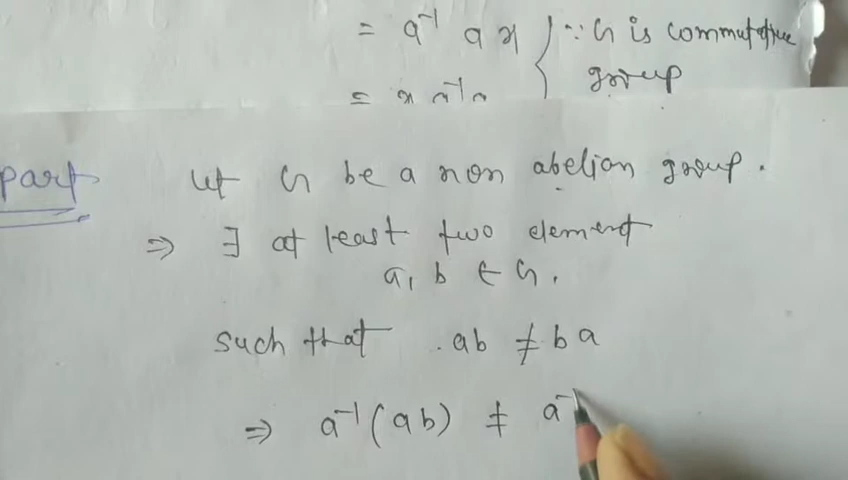 = a⁻¹ a x { ∵ G is commutative
group
= x a⁻¹a
part
Let G be a non abelian group.
⇒ ∃ at least two element
a, b ∈ G.
such that ab ≠ ba
⇒ a⁻¹(ab) ≠ a⁻